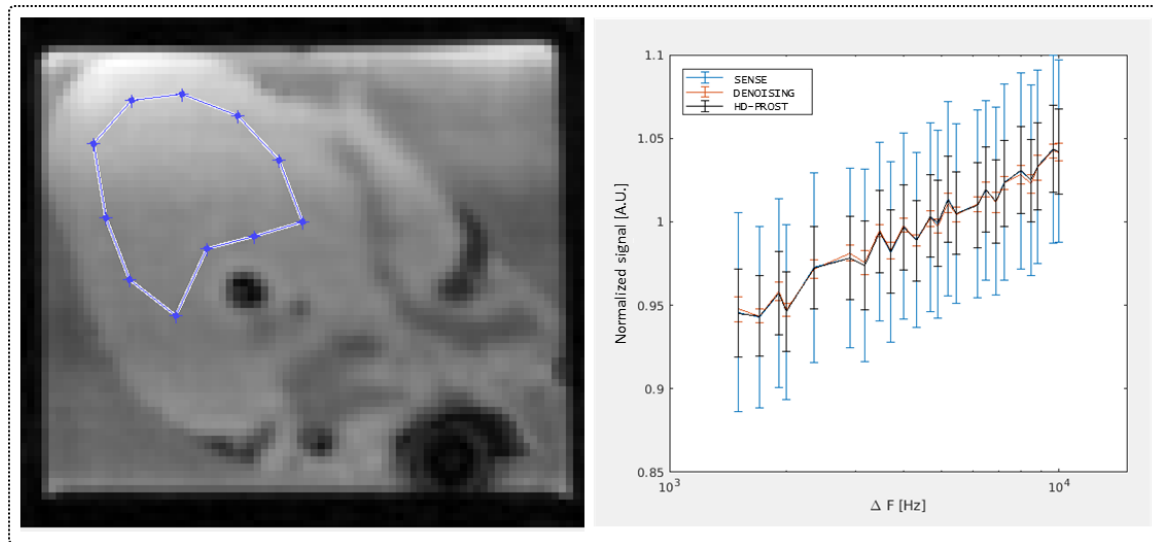 1.1
1.05
1
0.95
0.9
0.85
Normalized signal [A.U.]
SENSE
DENOISING
HD-PROST
10³
10⁴
Δ F [Hz]